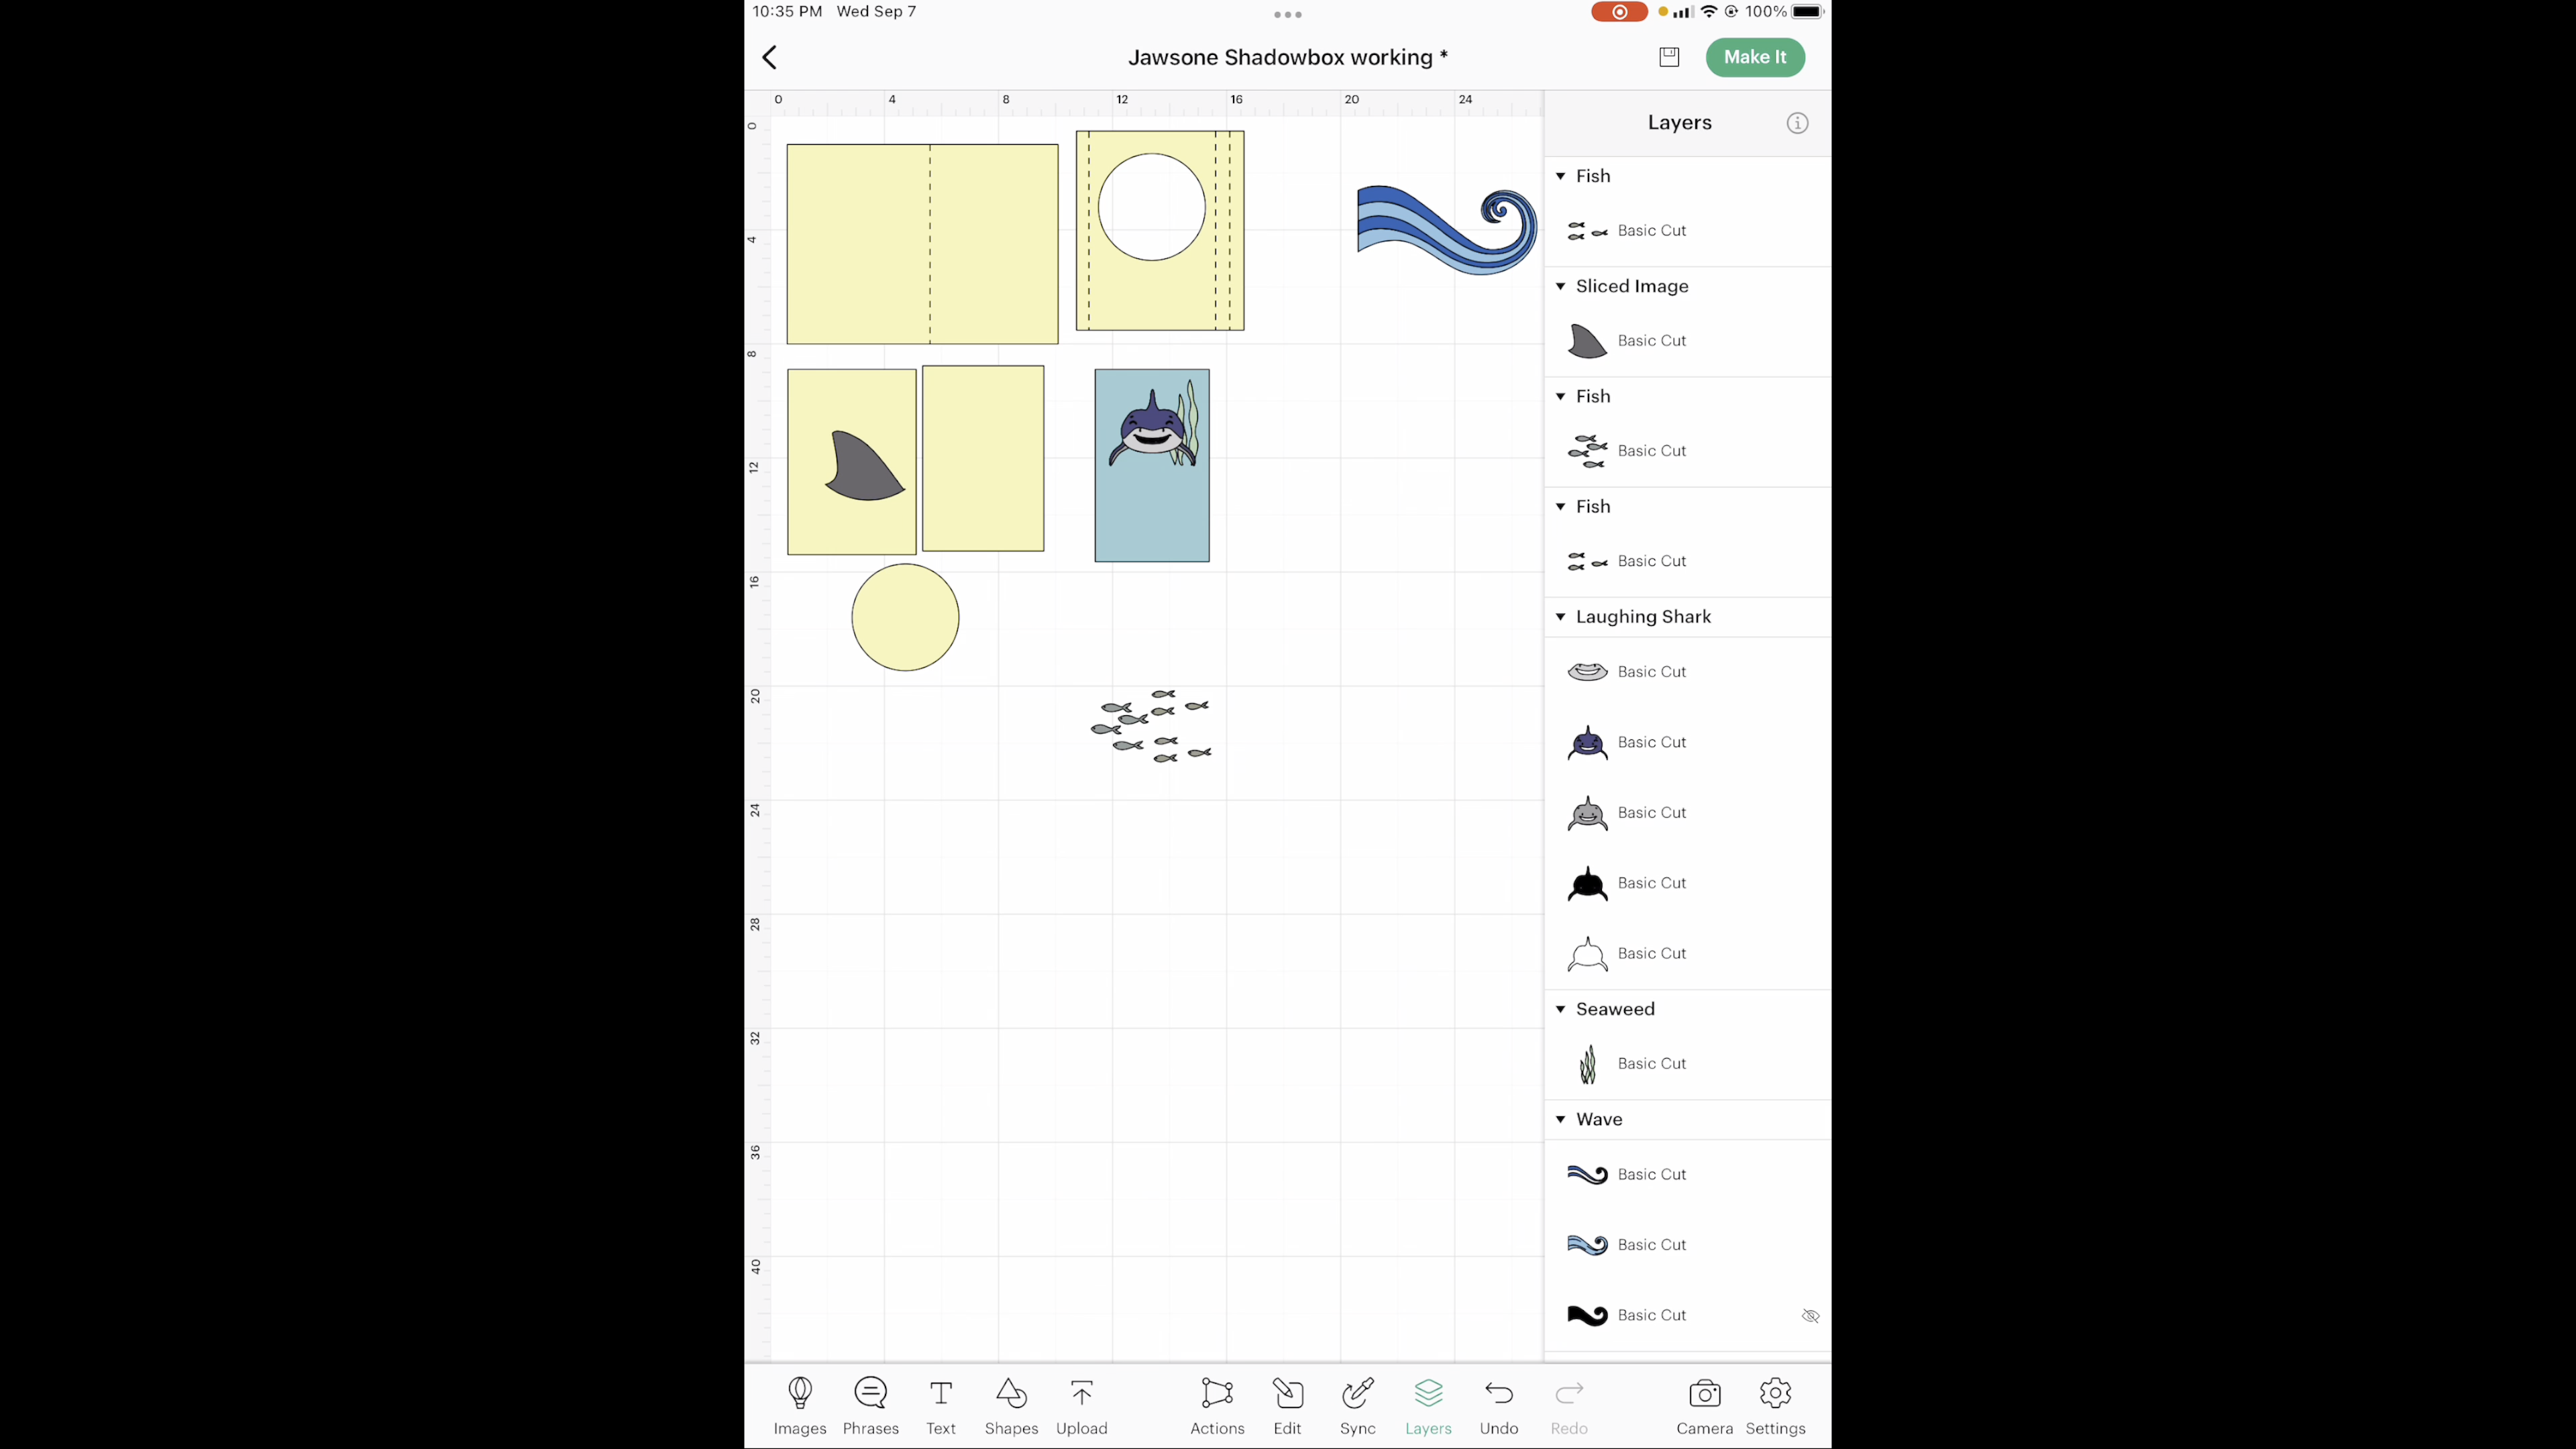 10:35 PM Wed Sep 7
100%
Jawsone Shadowbox working *
Make It
0 4 8 12 16 20 24
Layers
0
4
8
12
16
20
24
28
32
36
40
Fish
Basic Cut
Sliced Image
Basic Cut
Fish
Basic Cut
Fish
Basic Cut
Laughing Shark
Basic Cut
Basic Cut
Basic Cut
Basic Cut
Basic Cut
Seaweed
Basic Cut
Wave
Basic Cut
Basic Cut
Basic Cut
Images Phrases Text Shapes Upload Actions Edit Sync Layers Undo Redo Camera Settings